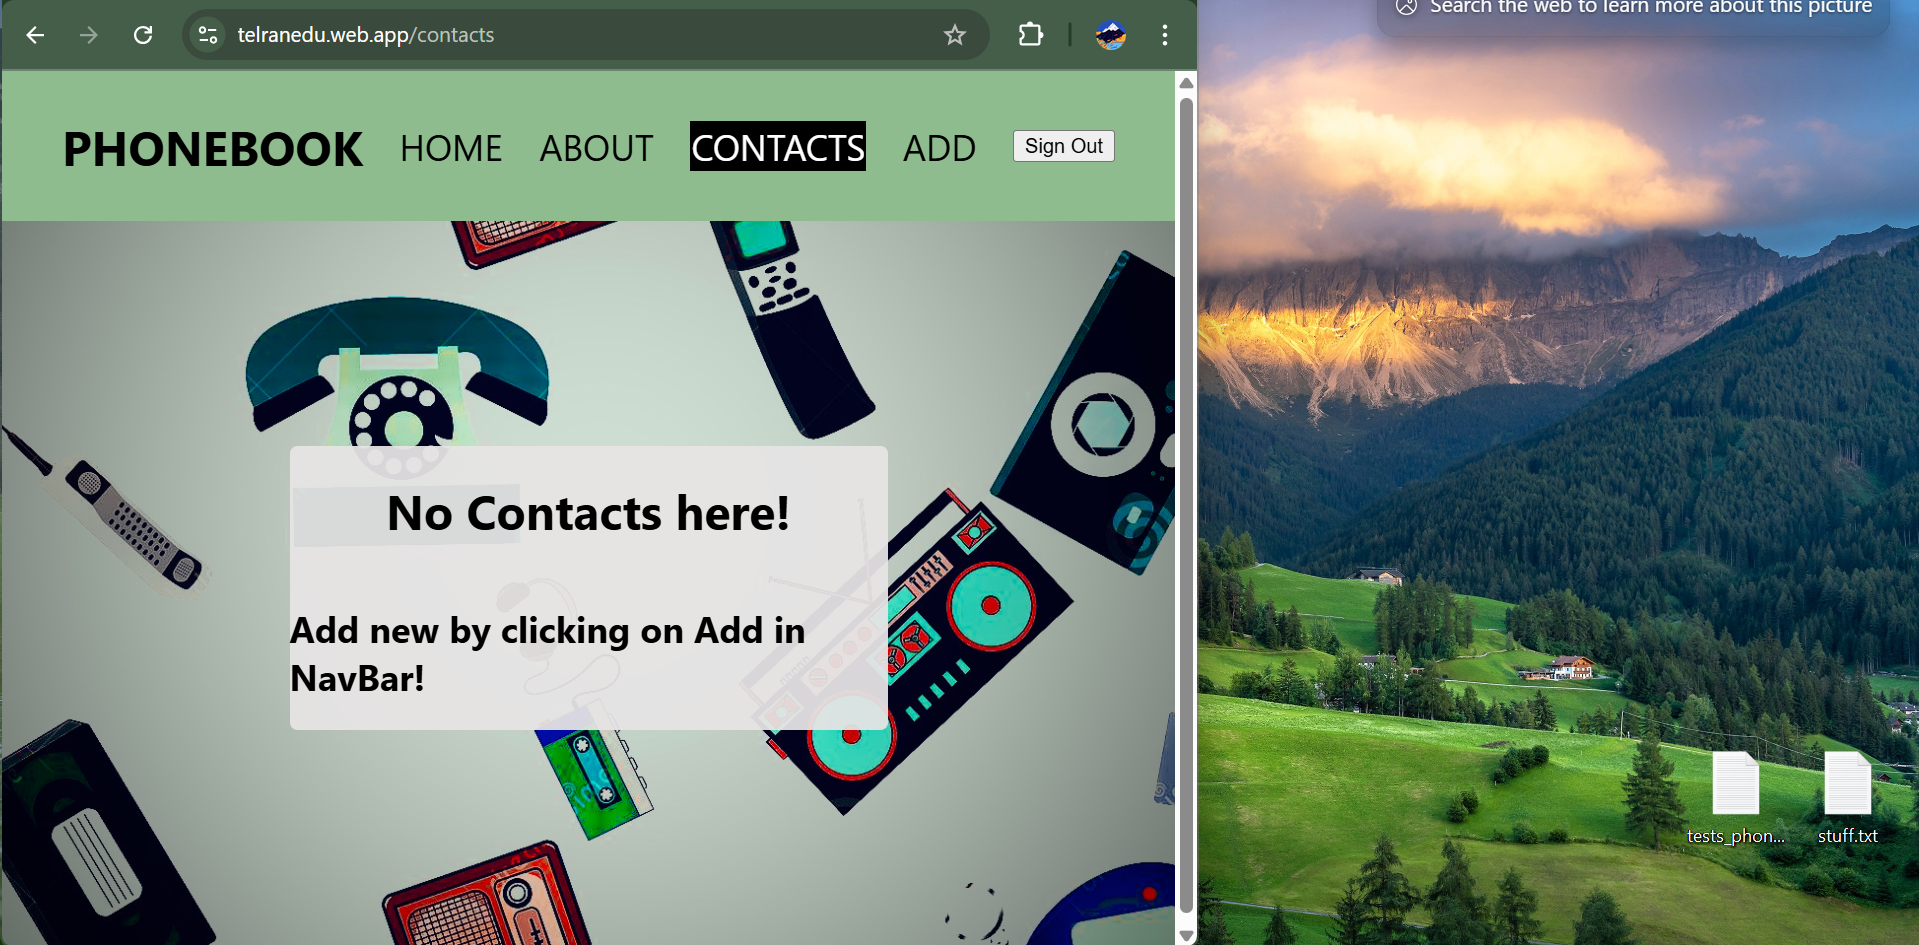 telranedu.web.app/contacts
Search the web to learn more about this picture
PHONEBOOK HOME ABOUT CONTACTS ADD Sign Out
No Contacts here!
Add new by clicking on Add in
NavBar!
tests_phon... stuff.txt